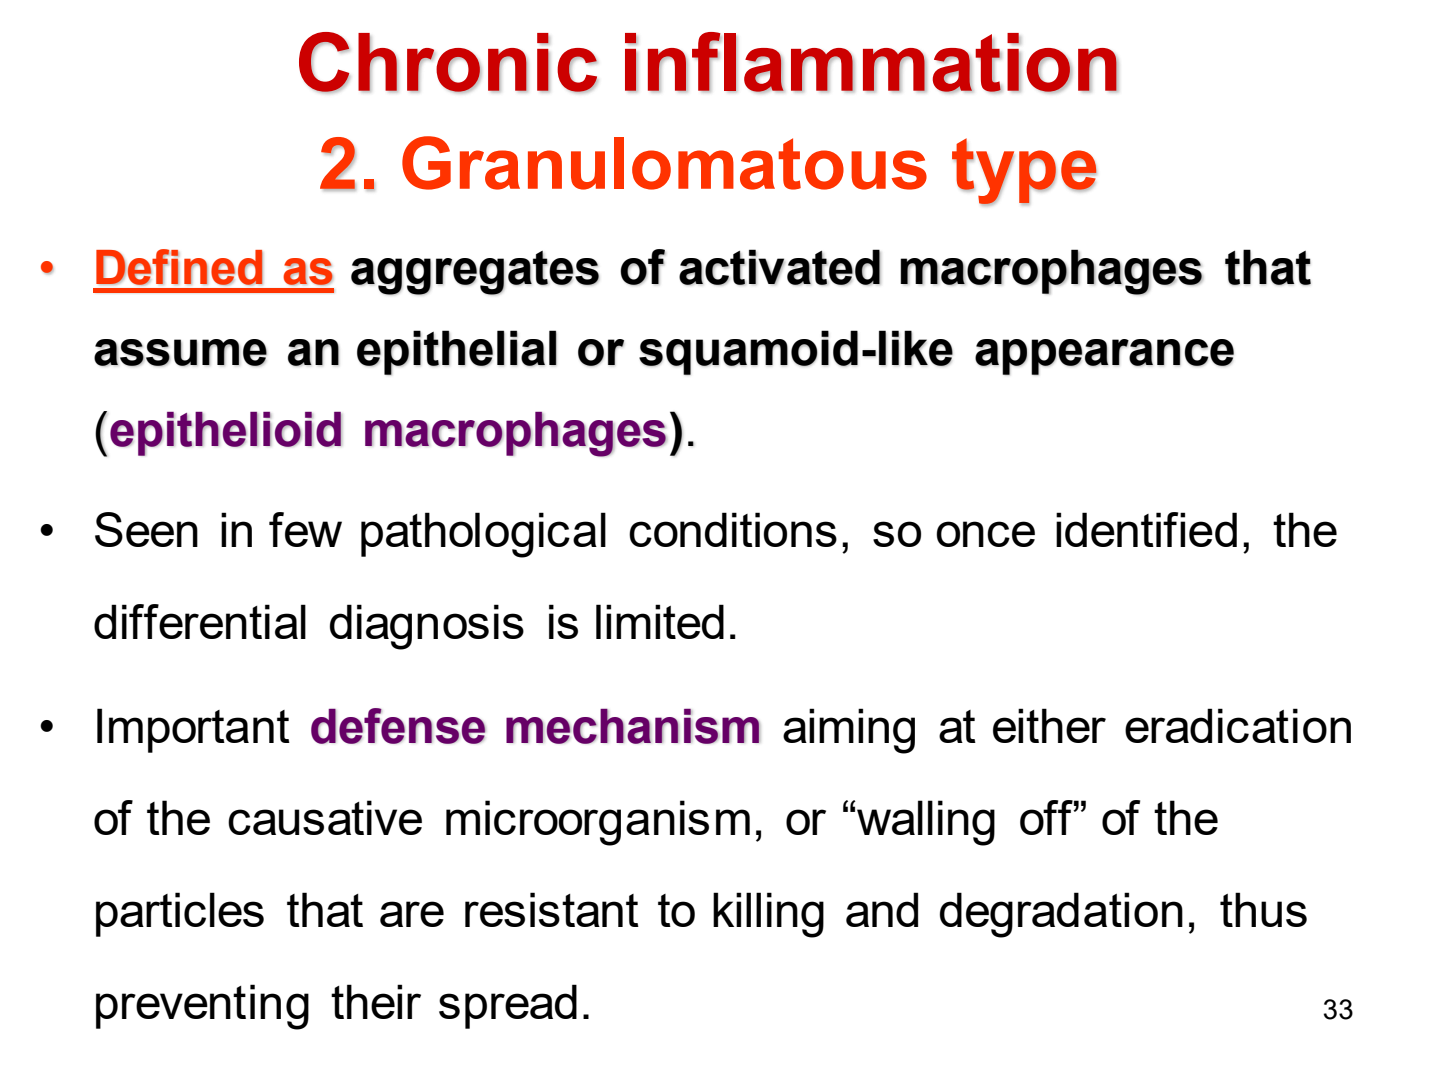 Chronic inflammation
2. Granulomatous type
• Defined as aggregates of activated macrophages that
assume an epithelial or squamoid-like appearance
(epithelioid macrophages).
• Seen in few pathological conditions, so once identified, the
differential diagnosis is limited.
• Important defense mechanism aiming at either eradication
of the causative microorganism, or “walling off” of the
particles that are resistant to killing and degradation, thus
preventing their spread.
33